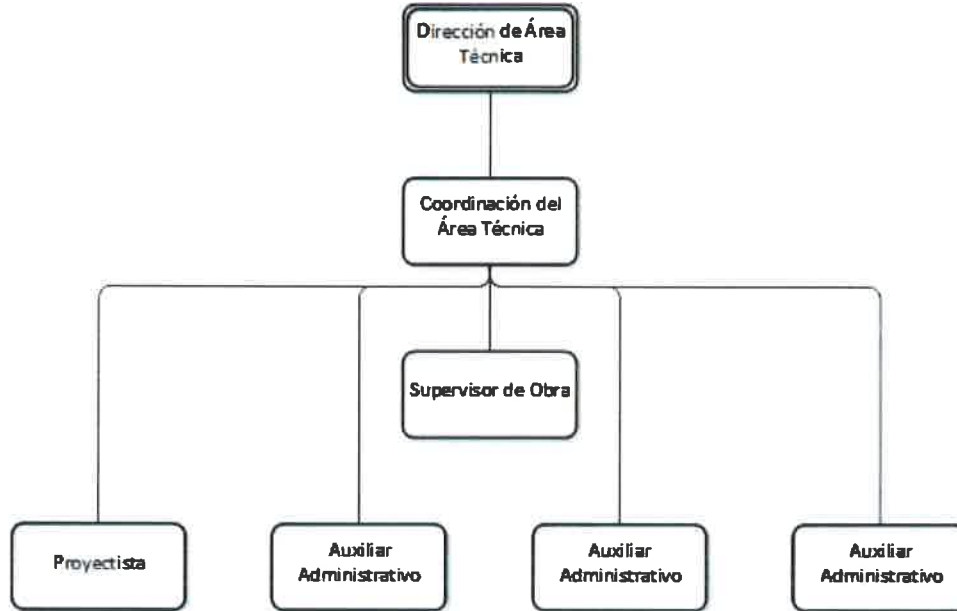 Dirección de Área
Técnica
Coordinación del
Área Técnica
Supervisor de Obra
Proyectista
Auxiliar
Administrativo
Auxiliar
Administrativo
Auxiliar
Administrativo